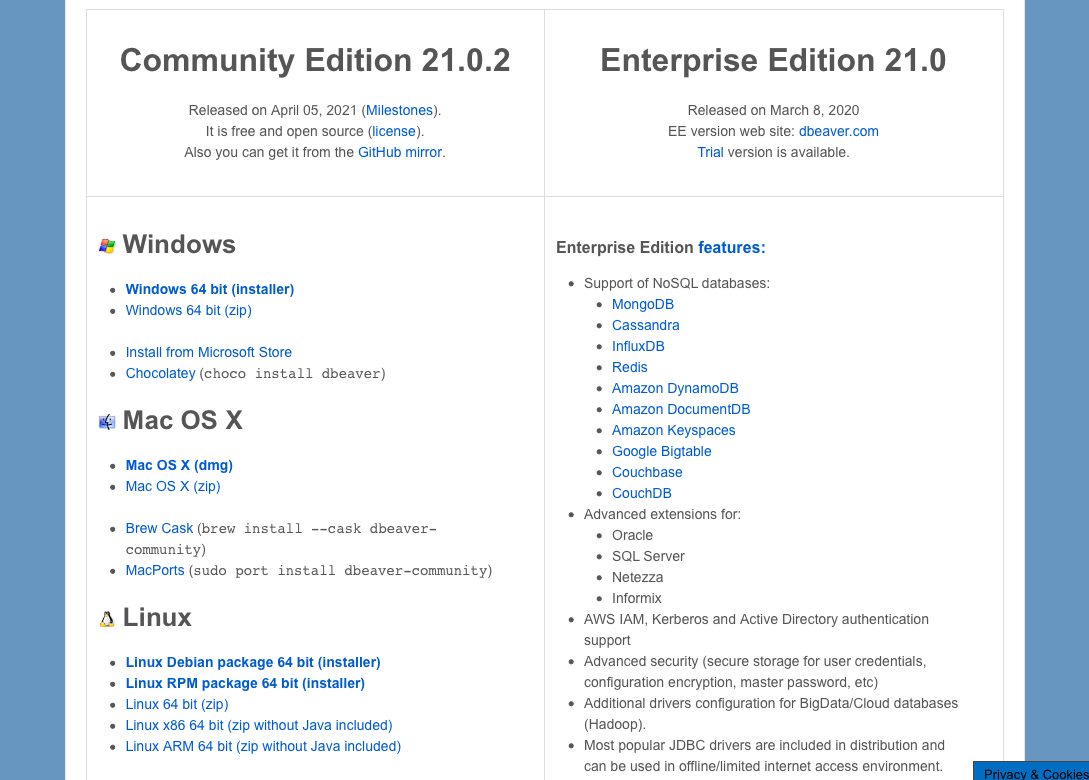 Community Edition 21.0.2
Released on April 05, 2021 (Milestones).
It is free and open source (license).
Also you can get it from the GitHub mirror.
Enterprise Edition 21.0
Released on March 8, 2020
EE version web site: dbeaver.com
Trial version is available.
Windows
Windows 64 bit (installer)
Windows 64 bit (zip)
Install from Microsoft Store
Chocolatey (choco install dbeaver)
Mac OS X
Mac OS X (dmg)
Mac OS X (zip)
Brew Cask (brew install --cask dbeaver-
community)
MacPorts (sudo port install dbeaver-community)
Linux
Linux Debian package 64 bit (installer)
Linux RPM package 64 bit (installer)
Linux 64 bit (zip)
Linux x86 64 bit (zip without Java included)
Linux ARM 64 bit (zip without Java included)
Enterprise Edition features:
Support of NoSQL databases:
MongoDB
Cassandra
InfluxDB
Redis
Amazon DynamoDB
Amazon DocumentDB
Amazon Keyspaces
Google Bigtable
Couchbase
CouchDB
Advanced extensions for:
Oracle
SQL Server
Netezza
Informix
AWS IAM, Kerberos and Active Directory authentication
support
Advanced security (secure storage for user credentials,
configuration encryption, master password, etc)
Additional drivers configuration for BigData/Cloud databases
(Hadoop).
Most popular JDBC drivers are included in distribution and
can be used in offline/limited internet access environment.
Privacy & Cookies